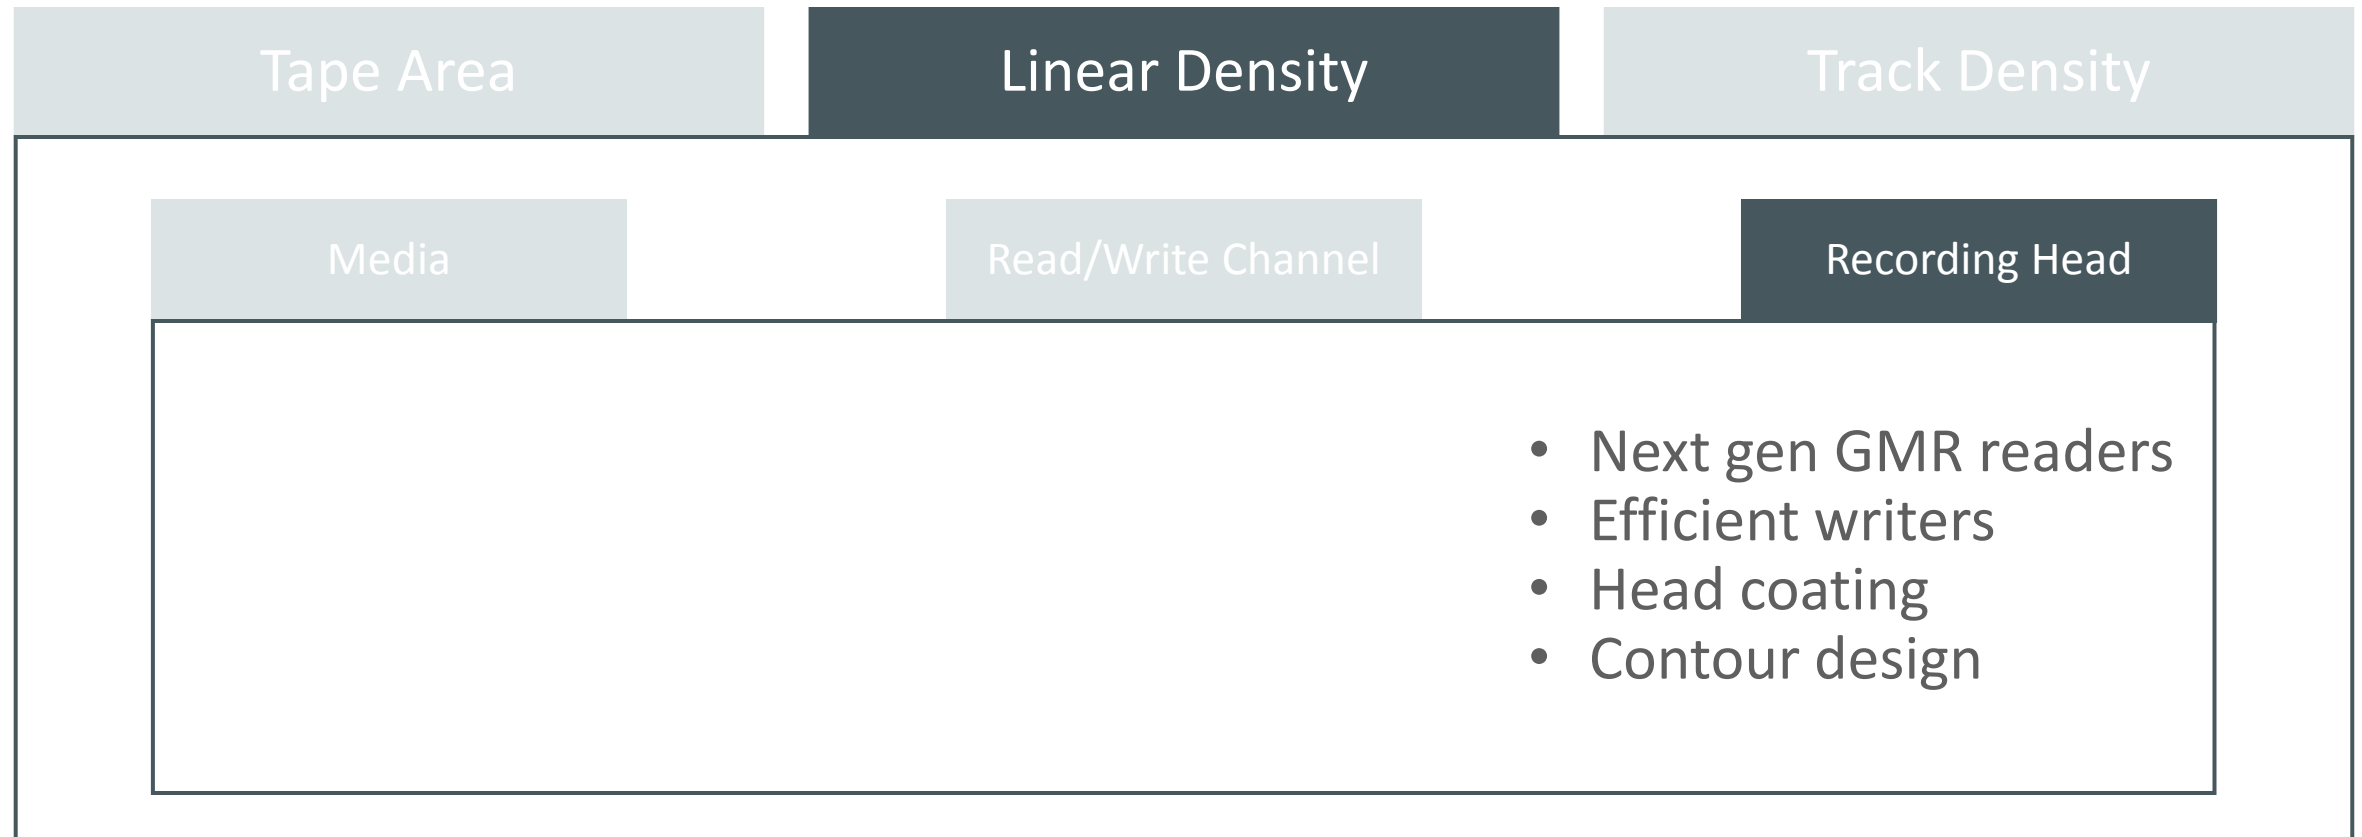 Tape Area
Linear Density
Track Density
Media
Read/Write Channel
Recording Head
• Next gen GMR readers
• Efficient writers
• Head coating
• Contour design